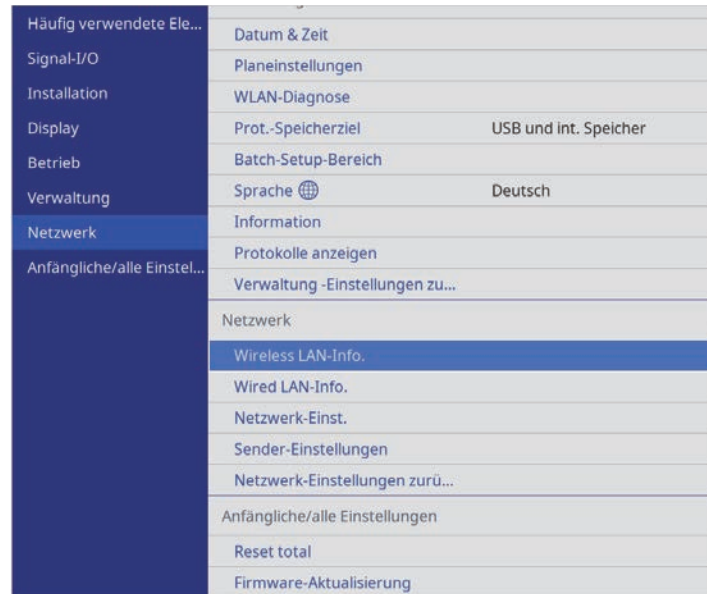 Häufig verwendete Ele...
Signal-I/O
Installation
Display
Betrieb
Verwaltung
Netzwerk
Anfängliche/alle Einstel...
Datum & Zeit
Planeinstellungen
WLAN-Diagnose
Prot.-Speicherziel USB und int. Speicher
Batch-Setup-Bereich
Sprache Deutsch
Information
Protokolle anzeigen
Verwaltung -Einstellungen zu...
Netzwerk
Wireless LAN-Info.
Wired LAN-Info.
Netzwerk-Einst.
Sender-Einstellungen
Netzwerk-Einstellungen zurü...
Anfängliche/alle Einstellungen
Reset total
Firmware-Aktualisierung